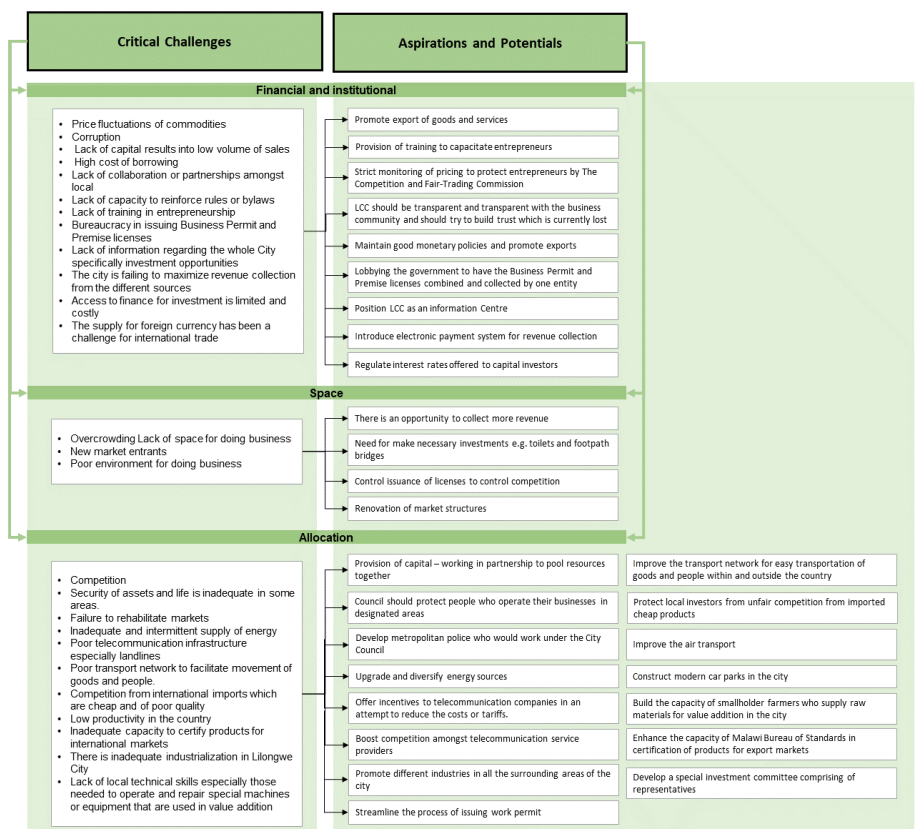 Critical Challenges
Aspirations and Potentials
Financial and institutional
• Price fluctuations of commodities
• Corruption
• Lack of capital results into low volume of sales
• High cost of borrowing
• Lack of collaboration or partnerships amongst
local
• Lack of capacity to reinforce rules or bylaws
• Lack of training in entrepreneurship
• Bureaucracy in issuing Business Permit and
Premise licenses
• Lack of information regarding the whole City
specifically investment opportunities
• The city is failing to maximize revenue collection
from the different sources
• Access to finance for investment is limited and
costly
• The supply for foreign currency has been a
challenge for international trade
Promote export of goods and services
Provision of training to capacitate entrepreneurs
Strict monitoring of pricing to protect entrepreneurs by The
Competition and Fair-Trading Commission
LCC should be transparent and transparent with the business
community and should try to build trust which is currently lost
Maintain good monetary policies and promote exports
Lobbying the government to have the Business Permit and
Premise licenses combined and collected by one entity
Position LCC as an information Centre
Introduce electronic payment system for revenue collection
Regulate interest rates offered to capital investors
Space
• Overcrowding Lack of space for doing business
• New market entrants
• Poor environment for doing business
There is an opportunity to collect more revenue
Need for make necessary investments e.g. toilets and footpath
bridges
Control issuance of licenses to control competition
Renovation of market structures
Allocation
• Competition
• Security of assets and life is inadequate in some
areas.
• Failure to rehabilitate markets
• Inadequate and intermittent supply of energy
• Poor telecommunication infrastructure
especially landlines
• Poor transport network to facilitate movement of
goods and people.
• Competition from international imports which
are cheap and of poor quality
• Low productivity in the country
• Inadequate capacity to certify products for
international markets
• There is inadequate industrialization in Lilongwe
City
• Lack of local technical skills especially those
needed to operate and repair special machines
or equipment that are used in value addition
Provision of capital – working in partnership to pool resources
together
Council should protect people who operate their businesses in
designated areas
Develop metropolitan police who would work under the City
Council
Upgrade and diversify energy sources
Offer incentives to telecommunication companies in an
attempt to reduce the costs or tariffs.
Boost competition amongst telecommunication service
providers
Promote different industries in all the surrounding areas of the
city
Streamline the process of issuing work permit
Improve the transport network for easy transportation of
goods and people within and outside the country
Protect local investors from unfair competition from imported
cheap products
Improve the air transport
Construct modern car parks in the city
Build the capacity of smallholder farmers who supply raw
materials for value addition in the city
Enhance the capacity of Malawi Bureau of Standards in
certification of products for export markets
Develop a special investment committee comprising of
representatives